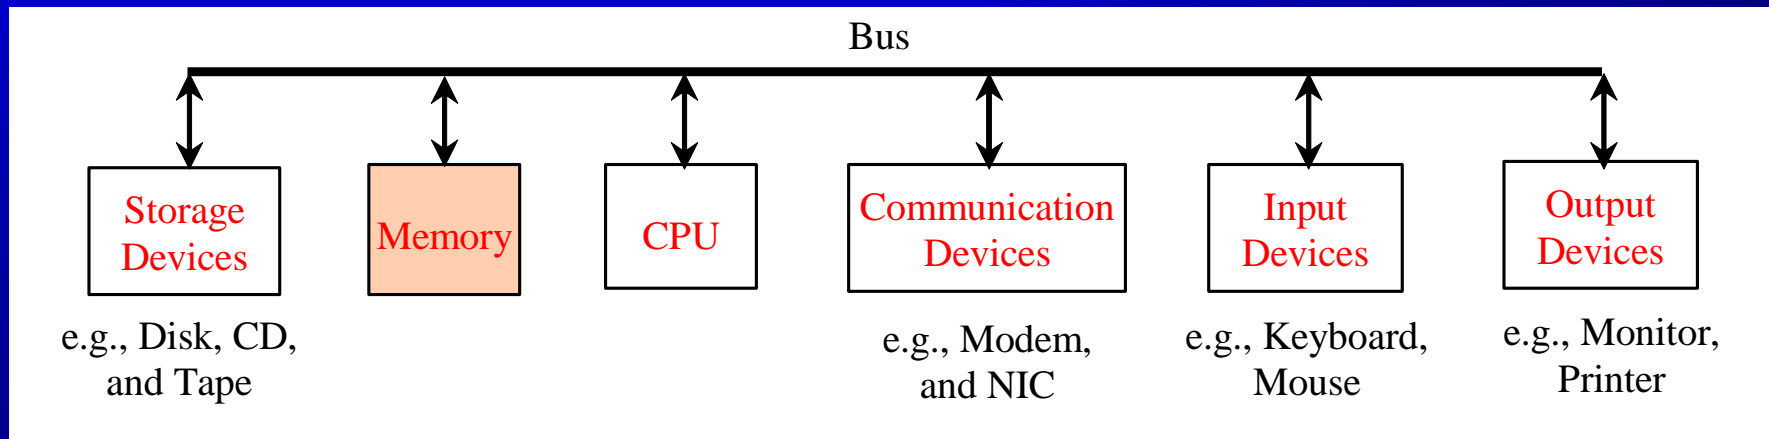 Bus
Storage
Devices
Memory
CPU
Communication
Devices
Input
Devices
Output
Devices
e.g., Disk, CD,
and Tape
e.g., Modem,
and NIC
e.g., Keyboard,
Mouse
e.g., Monitor,
Printer